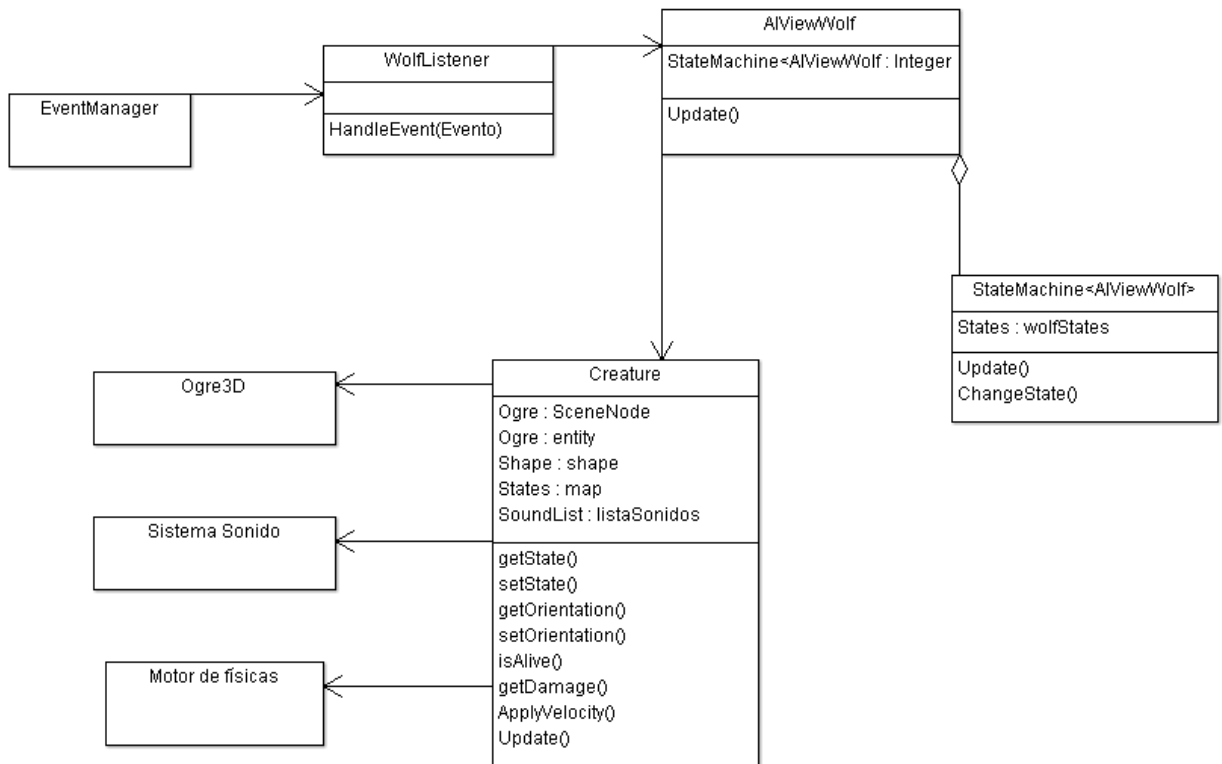 AIViewWolf
StateMachine<AIViewWolf : Integer
Update()
WolfListener
HandleEvent(Evento)
EventManager
StateMachine<AIViewWolf>
States : wolfStates
Update()
ChangeState()
Creature
Ogre : SceneNode
Ogre : entity
Shape : shape
States : map
SoundList : listaSonidos
getState()
setState()
getOrientation()
setOrientation()
isAlive()
getDamage()
ApplyVelocity()
Update()
Ogre3D
Sistema Sonido
Motor de físicas